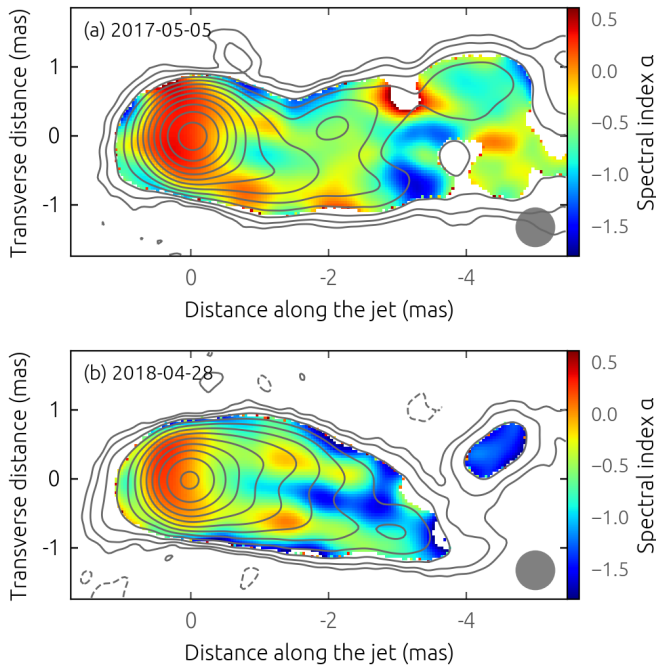 (a) 2017-05-05
Transverse distance (mas)
1
0
-1
0
-2
-4
Distance along the jet (mas)
0.5
0.0
−0.5
−1.0
−1.5
Spectral index α
(b) 2018-04-28
Transverse distance (mas)
1
0
-1
0
-2
-4
Distance along the jet (mas)
0.5
0.0
−0.5
−1.0
−1.5
Spectral index α